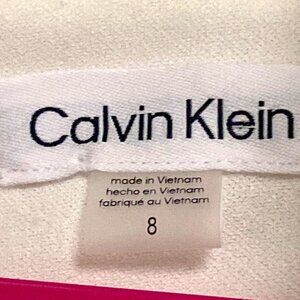 Calvin Klein
made in Vietnam
hecho en Vietnam
fabriqué au Vietnam
8